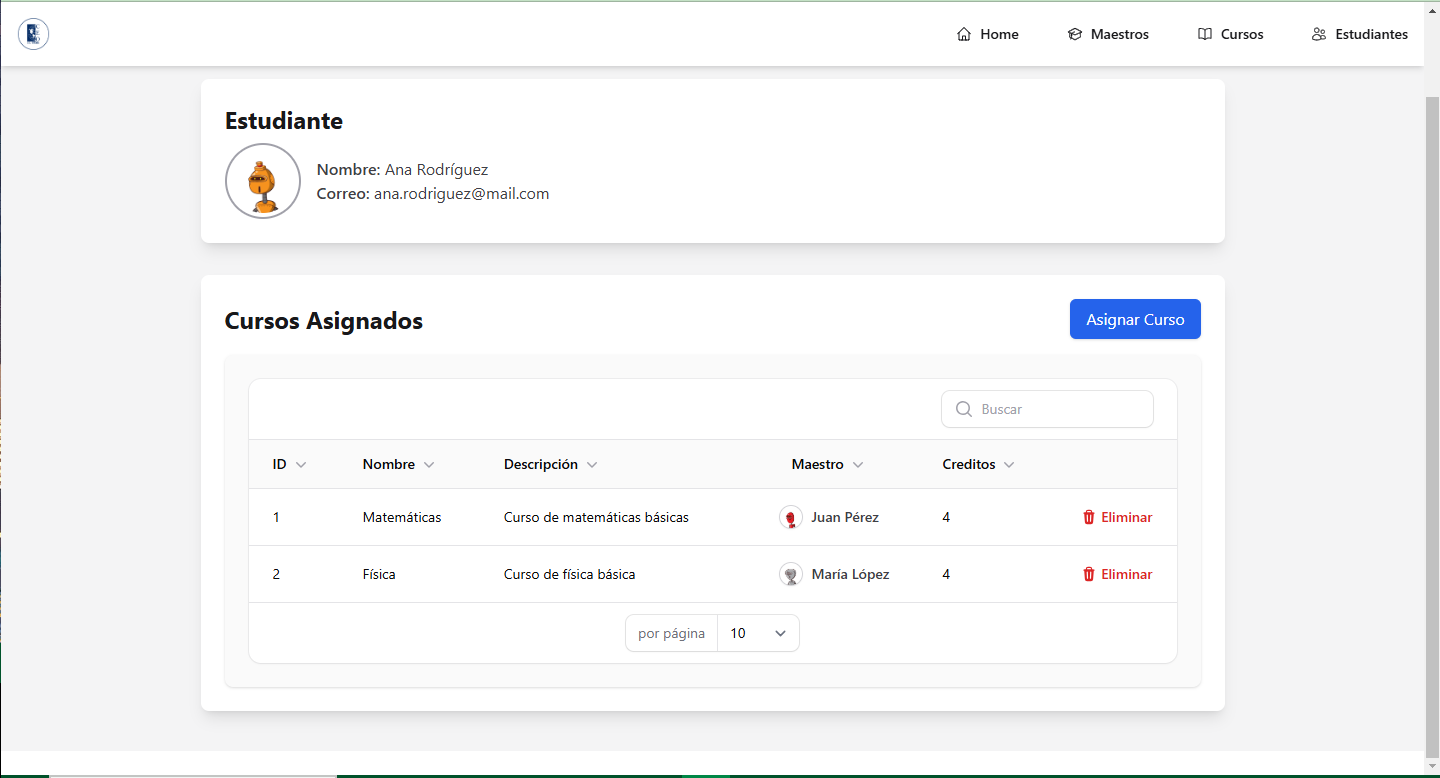 Home Maestros Cursos Estudiantes
Estudiante
Nombre: Ana Rodríguez
Correo: ana.rodriguez@mail.com
Cursos Asignados Asignar Curso
Buscar
ID Nombre Descripción Maestro Creditos
1 Matemáticas Curso de matemáticas básicas Juan Pérez 4 Eliminar
2 Física Curso de física básica María López 4 Eliminar
por página 10